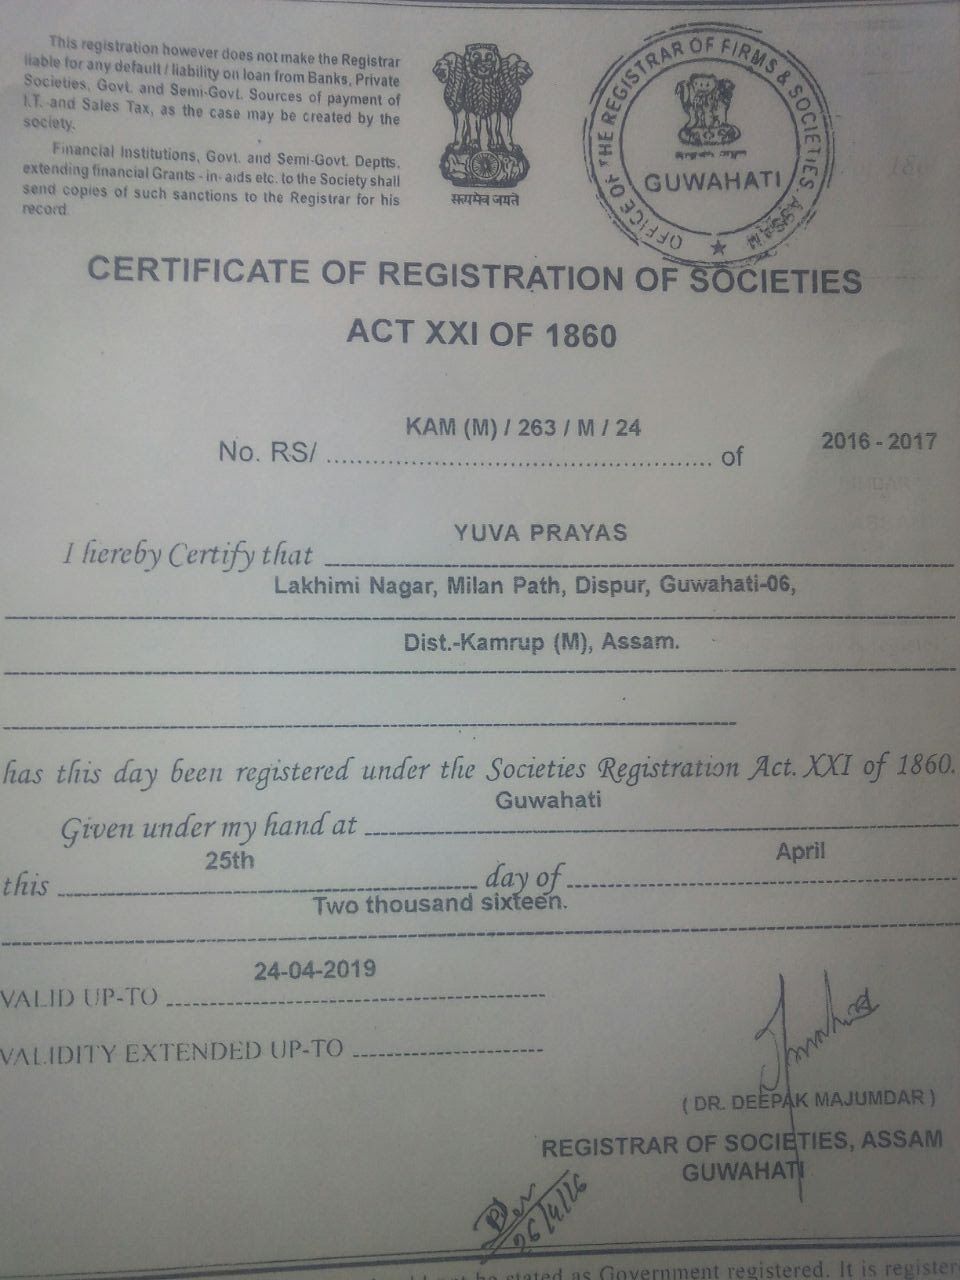 This registration however does not make the Registrar
liable for any default / liability on loan from Banks, Private
Societies, Govt. and Semi-Govt. Sources of payment of
I.T. and Sales Tax, as the case may be created by the
society.
Financial Institutions, Govt. and Semi-Govt. Deptts.
extending financial Grants - in- aids etc. to the Society shall
send copies of such sanctions to the Registrar for his
record
सत्यमेव जयते
OFFICE OF THE REGISTRAR OF FIRMS & SOCIETIES, ASSAM
GUWAHATI
CERTIFICATE OF REGISTRATION OF SOCIETIES
ACT XXI OF 1860
No. RS/ KAM (M) / 263 / M / 24 of 2016 - 2017
I hereby Certify that YUVA PRAYAS
Lakhimi Nagar, Milan Path, Dispur, Guwahati-06,
Dist.-Kamrup (M), Assam.
has this day been registered under the Societies Registration Act. XXI of 1860.
Given under my hand at Guwahati
this 25th day of April
Two thousand sixteen.
VALID UP-TO 24-04-2019
VALIDITY EXTENDED UP-TO
( DR. DEEPAK MAJUMDAR )
REGISTRAR OF SOCIETIES, ASSAM
GUWAHATI
26/4/16
stated as Government registered. It is register